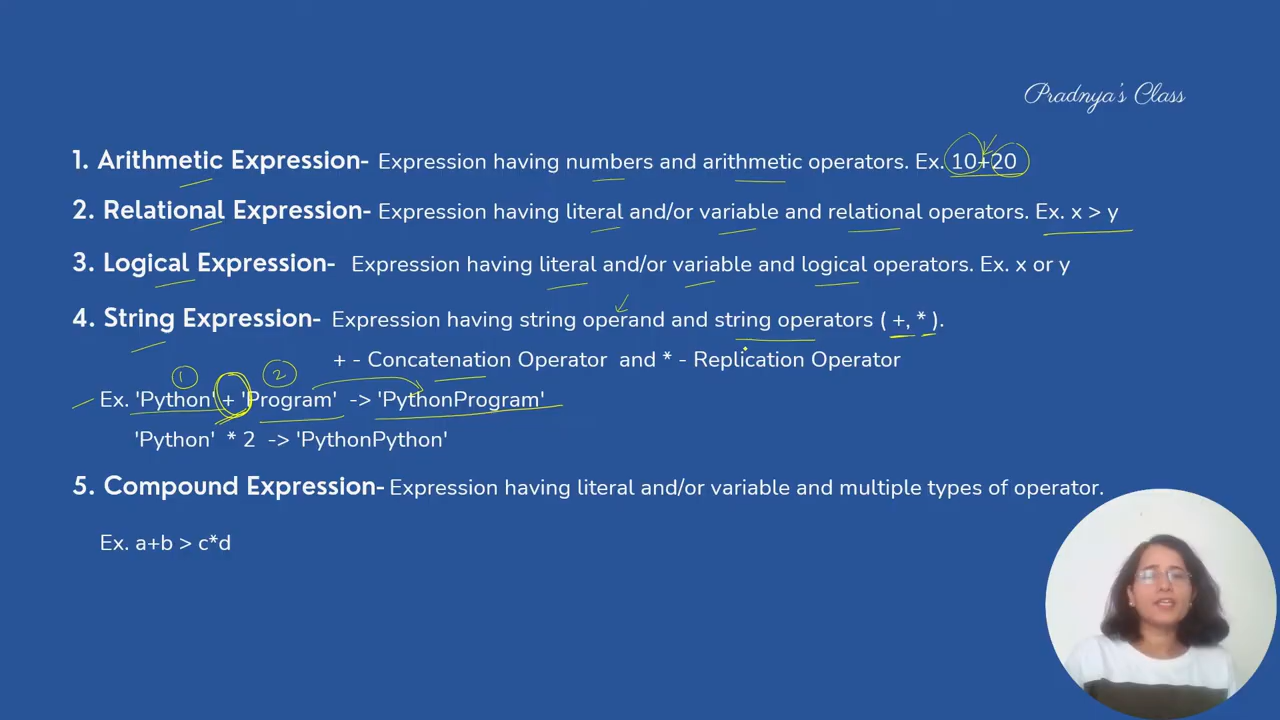 Pradnya's Class
1. Arithmetic Expression- Expression having numbers and arithmetic operators. Ex. 10+20
2. Relational Expression- Expression having literal and/or variable and relational operators. Ex. x > y
3. Logical Expression- Expression having literal and/or variable and logical operators. Ex. x or y
4. String Expression- Expression having string operand and string operators ( +, * ).
+ - Concatenation Operator and * - Replication Operator
1 2
Ex. 'Python' + 'Program' -> 'PythonProgram'
'Python' * 2 -> 'PythonPython'
5. Compound Expression- Expression having literal and/or variable and multiple types of operator.
Ex. a+b > c*d